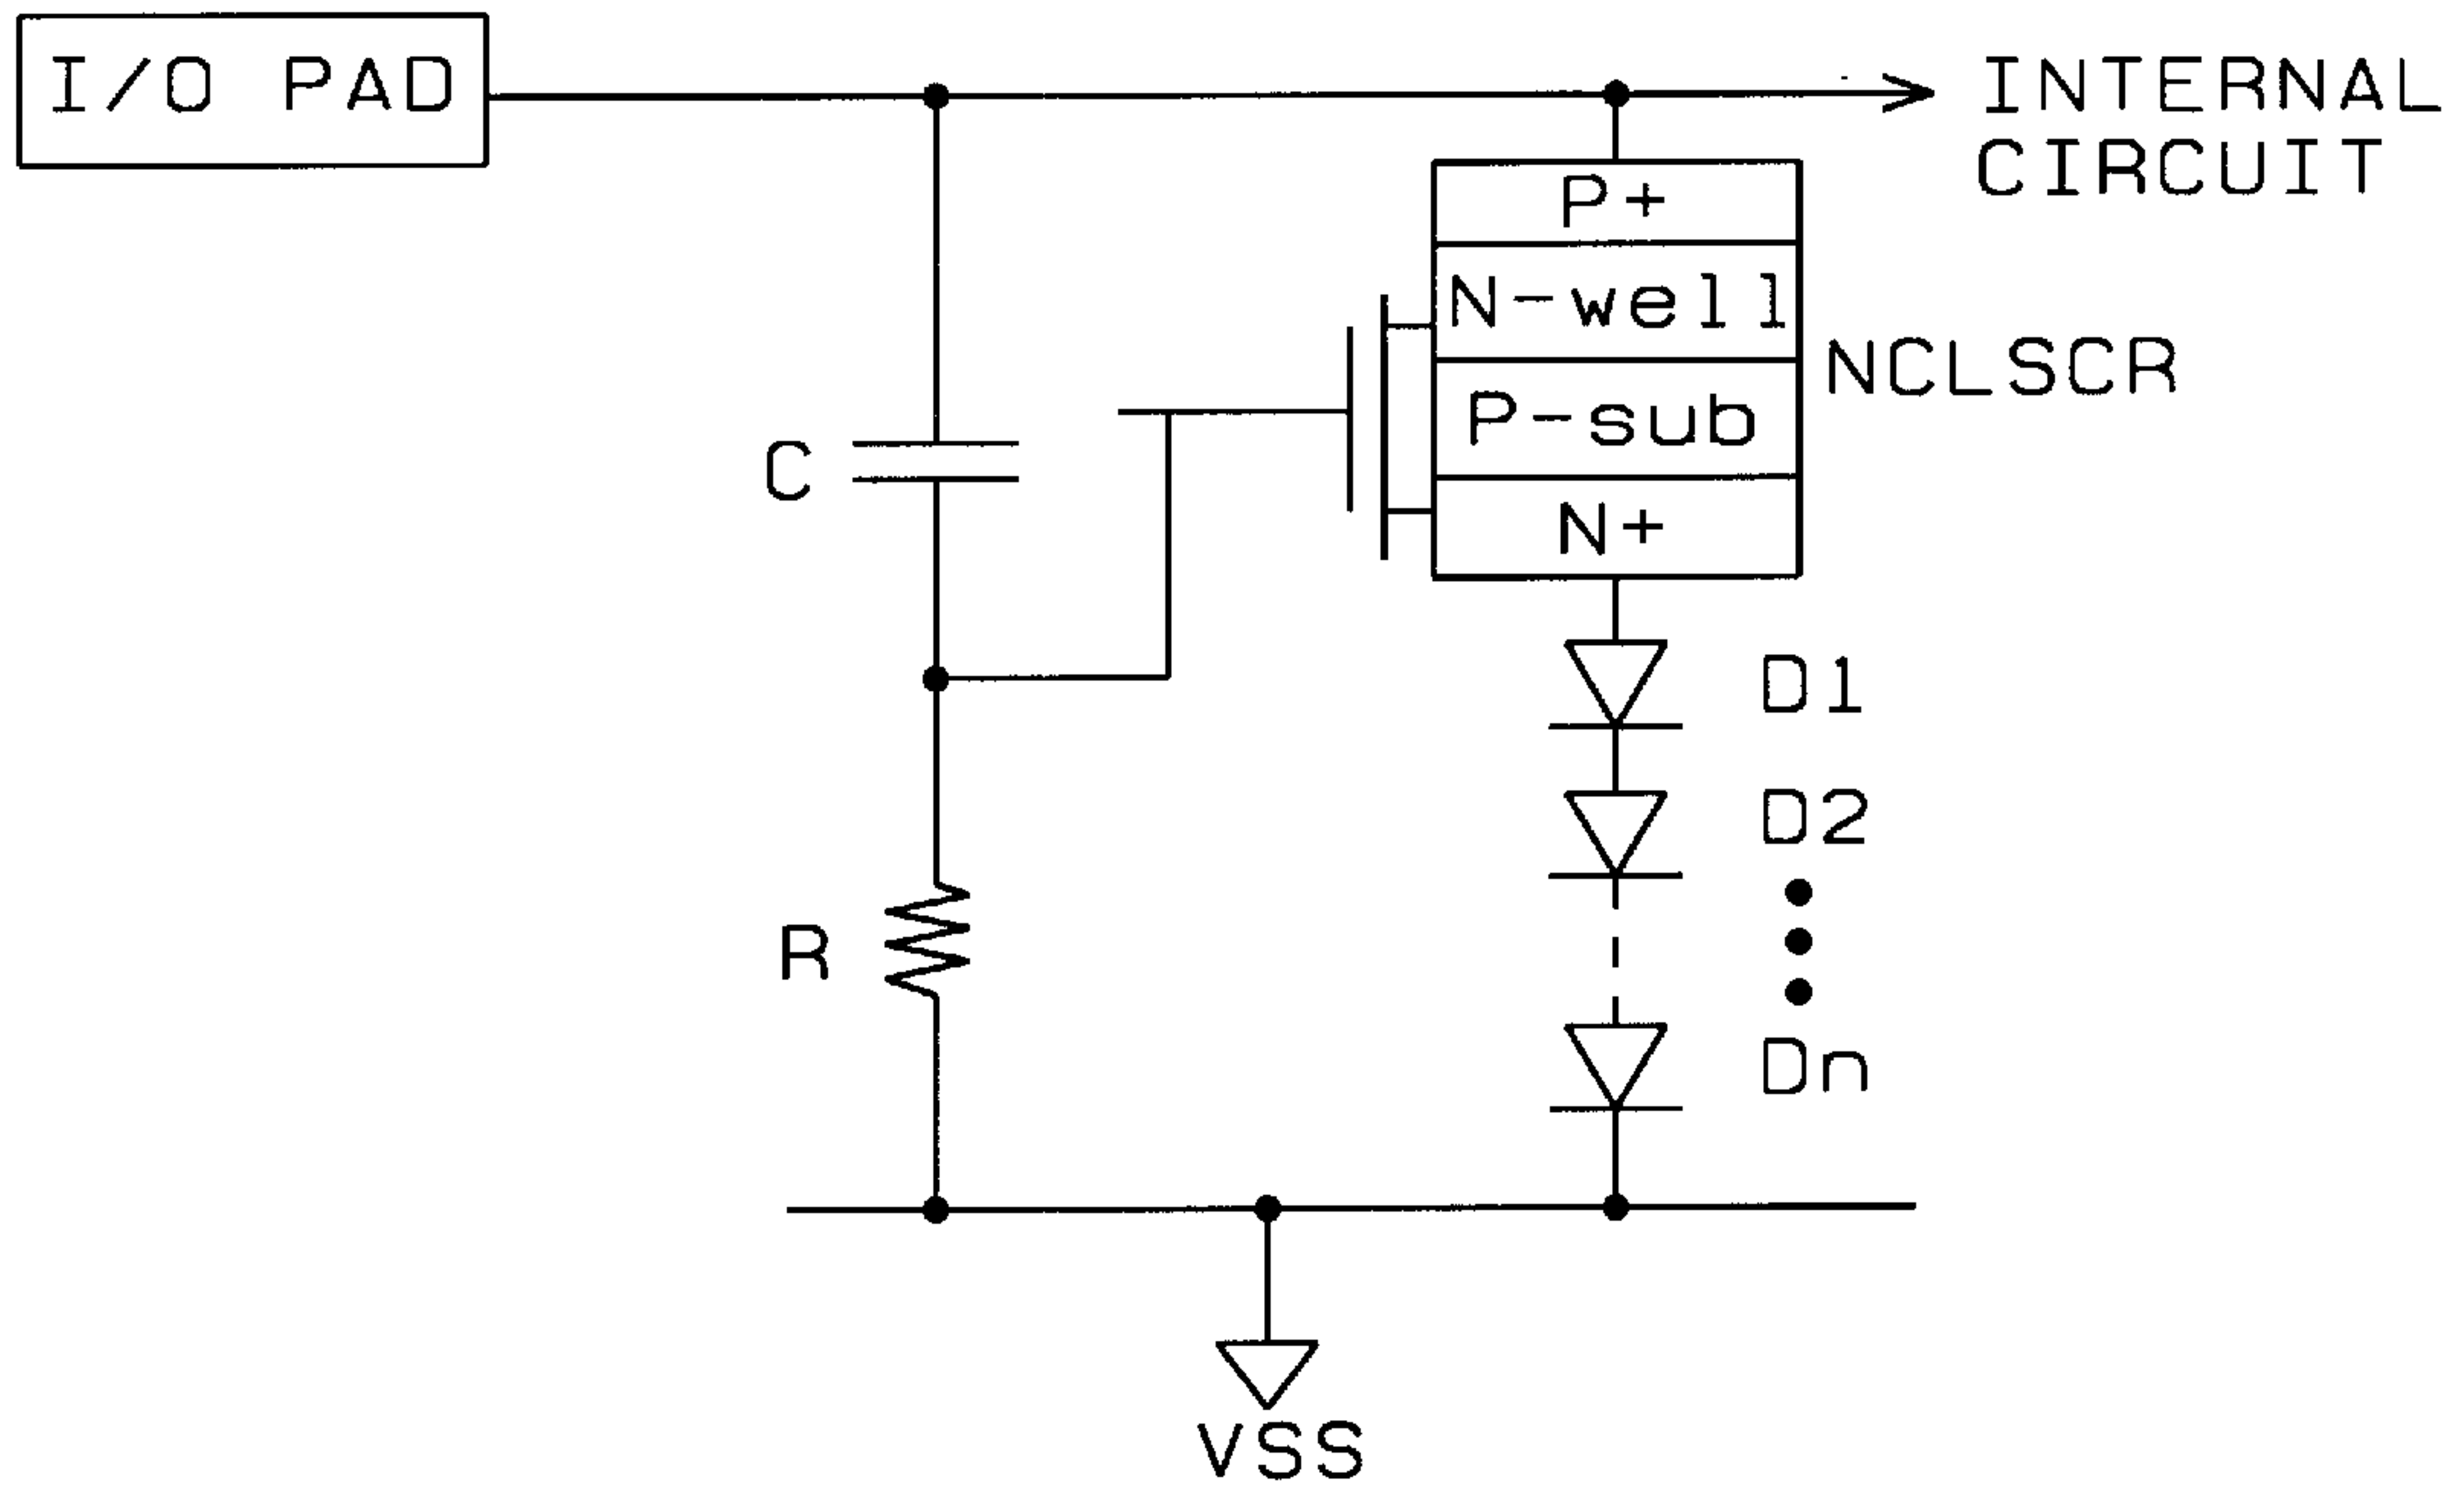 I/O PAD
INTERNAL
CIRCUIT
P+
N-well
P-sub
N+
NCLSCR
C
D1
D2
R
Dn
VSS